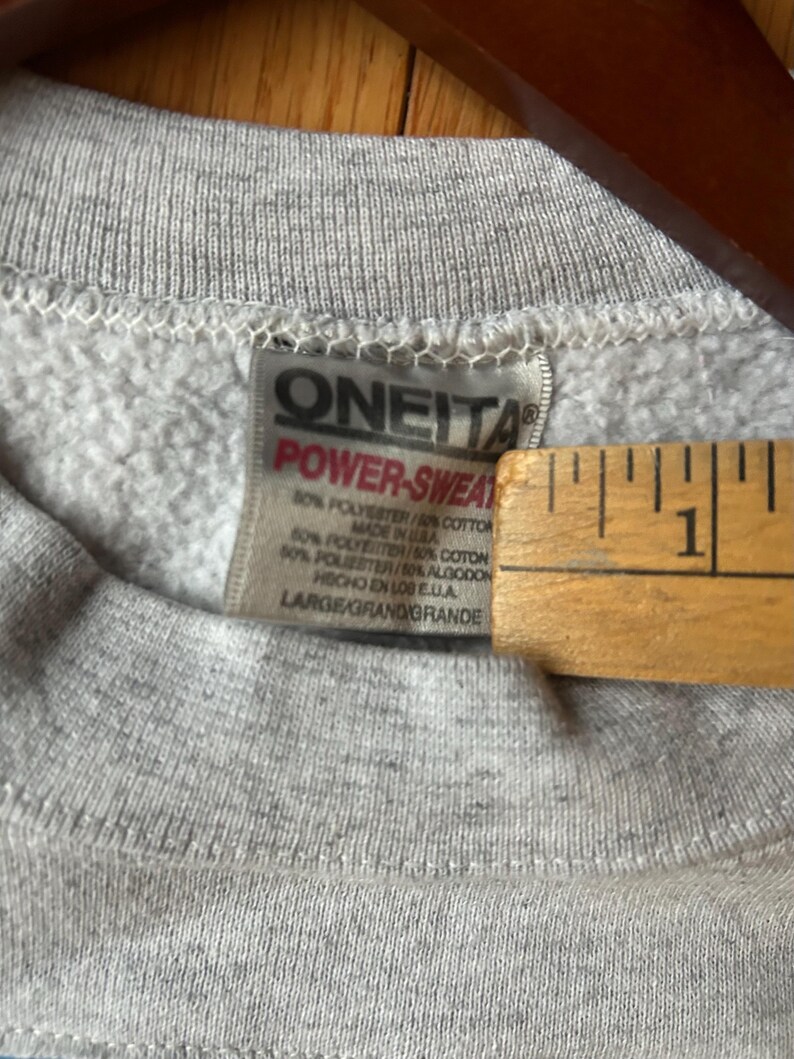 ONEITA®
POWER-SWEAT
50% POLYESTER / 50% COTTON
MADE IN U.S.A.
50% POLYESTER / 50% COTON
50% POLIESTER / 50% ALGODON
HECHO EN LOS E.U.A.
LARGE/GRAND/GRANDE
1